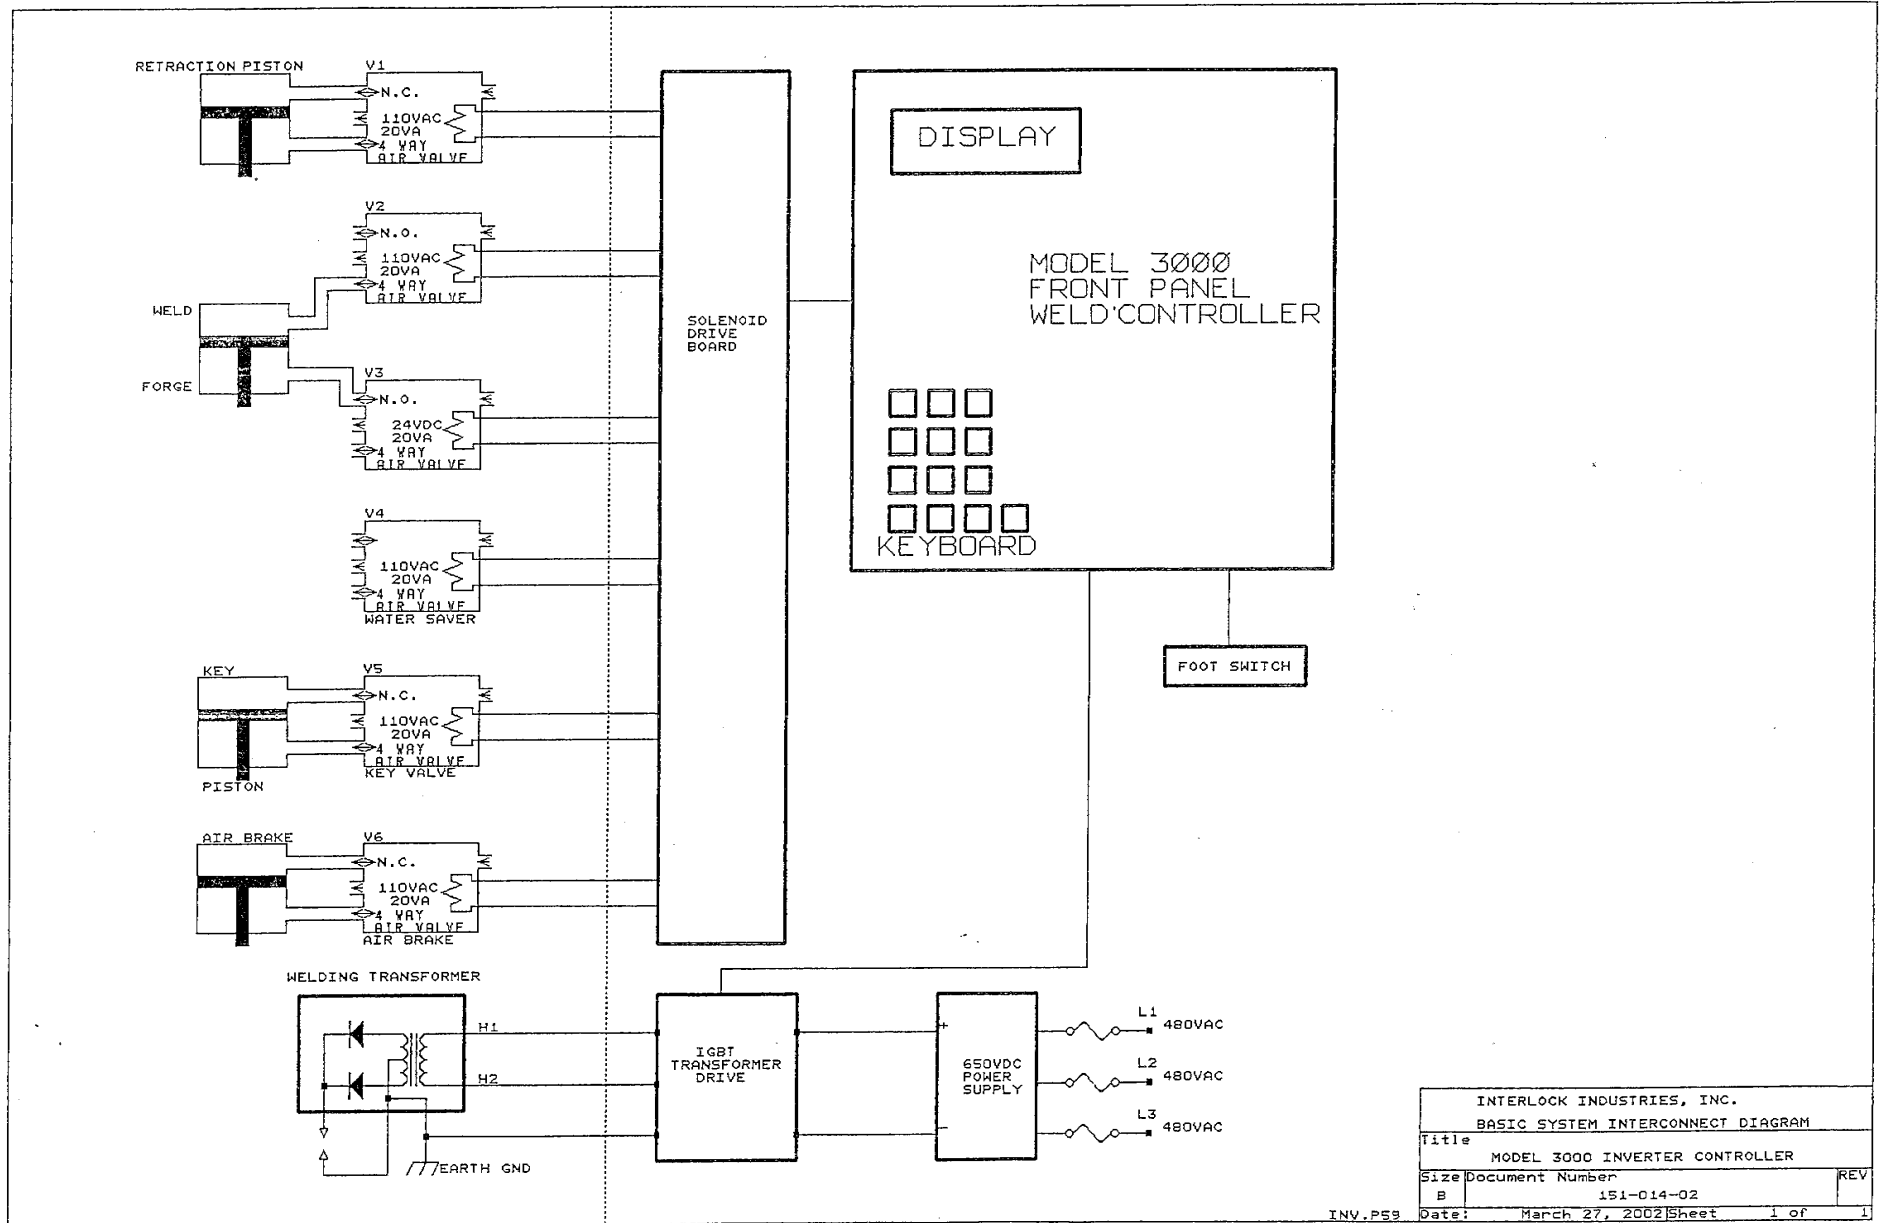 RETRACTION PISTON
V1
N.C.
110VAC
20VA
4 WAY
AIR VALVE
V2
N.O.
110VAC
20VA
4 WAY
AIR VALVE
WELD
FORGE
V3
N.O.
24VDC
20VA
4 WAY
AIR VALVE
V4
110VAC
20VA
4 WAY
AIR VALVE
WATER SAVER
KEY
PISTON
V5
N.C.
110VAC
20VA
4 WAY
AIR VALVE
KEY VALVE
AIR BRAKE
V6
N.C.
110VAC
20VA
4 WAY
AIR VALVE
AIR BRAKE
SOLENOID
DRIVE
BOARD
DISPLAY
MODEL 3000
FRONT PANEL
WELD'CONTROLLER
KEYBOARD
FOOT SWITCH
WELDING TRANSFORMER
H1
H2
EARTH GND
IGBT
TRANSFORMER
DRIVE
+
650VDC
POWER
SUPPLY
-
L1
480VAC
L2
480VAC
L3
480VAC
INTERLOCK INDUSTRIES, INC.
BASIC SYSTEM INTERCONNECT DIAGRAM
Title
MODEL 3000 INVERTER CONTROLLER
Size Document Number REV
B 151-014-02
Date: March 27, 2002 Sheet 1 of 1
INV.P59